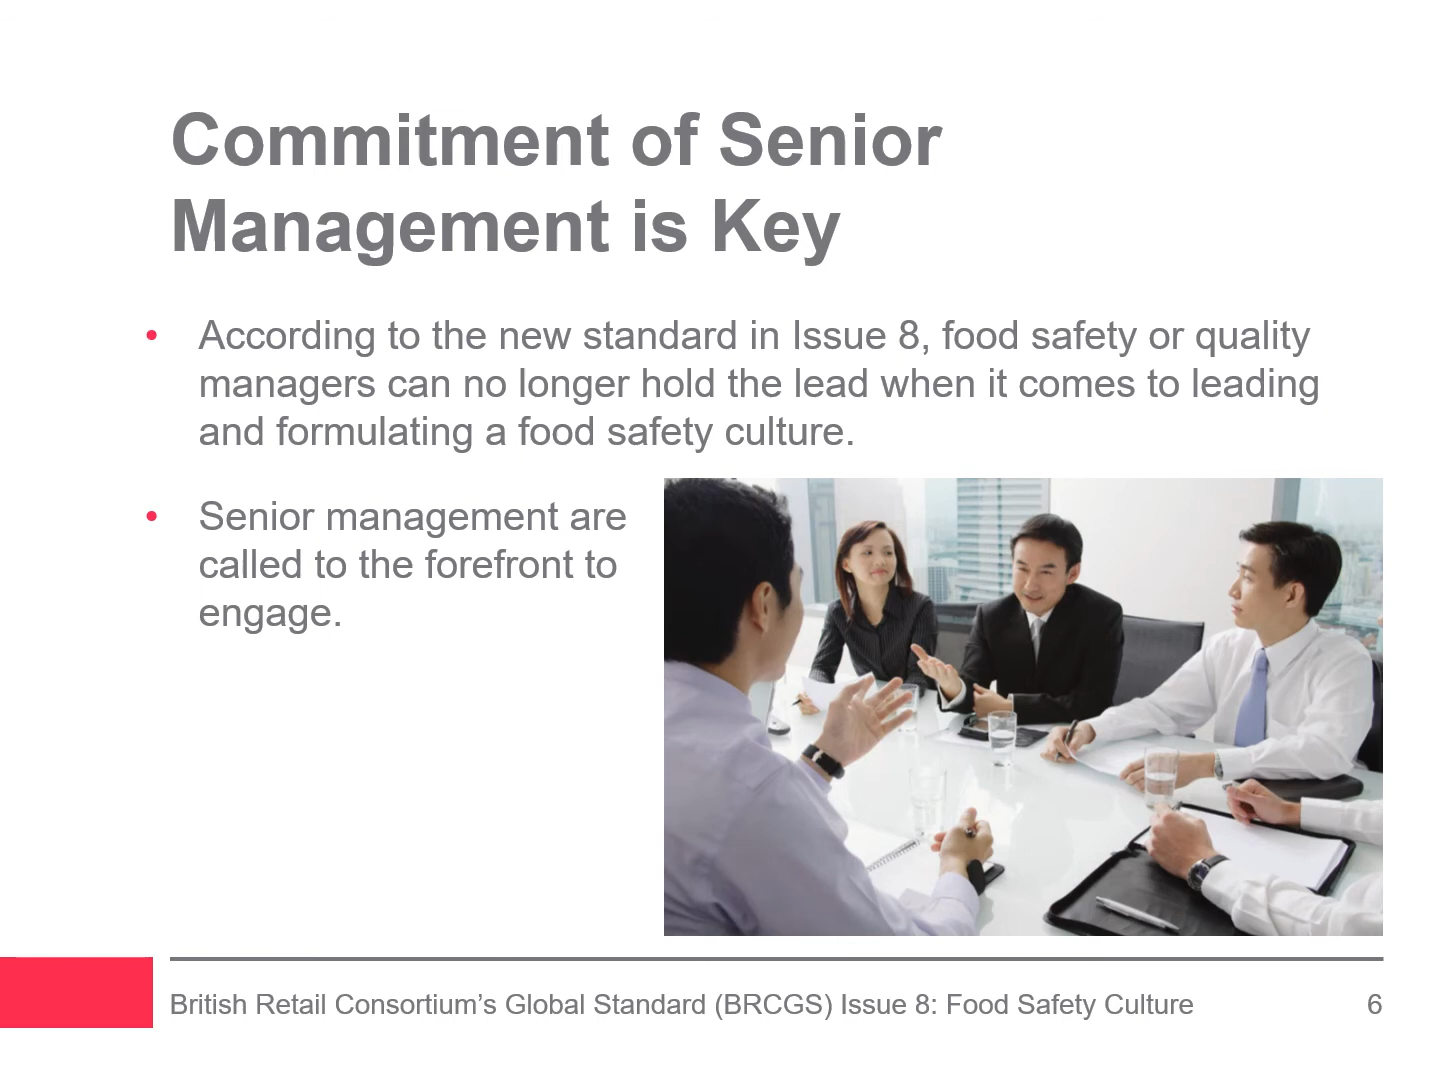 Commitment of Senior
Management is Key
• According to the new standard in Issue 8, food safety or quality
managers can no longer hold the lead when it comes to leading
and formulating a food safety culture.
• Senior management are
called to the forefront to
engage.
British Retail Consortium’s Global Standard (BRCGS) Issue 8: Food Safety Culture
6